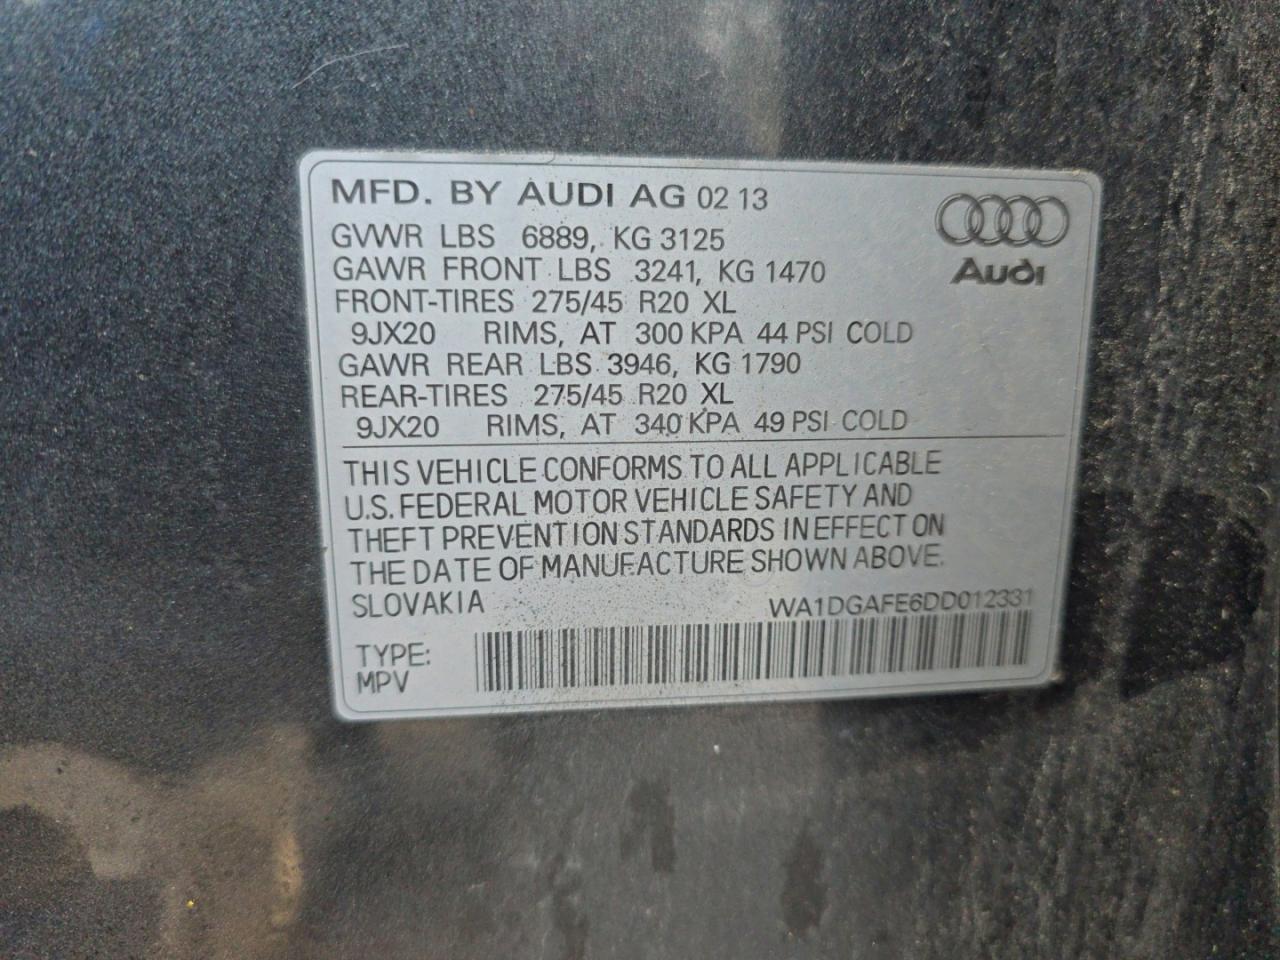 MFD. BY AUDI AG 02 13
GVWR LBS 6889, KG 3125
GAWR FRONT LBS 3241, KG 1470
FRONT-TIRES 275/45 R20 XL
9JX20 RIMS, AT 300 KPA 44 PSI COLD
GAWR REAR LBS 3946, KG 1790
REAR-TIRES 275/45 R20 XL
9JX20 RIMS, AT 340 KPA 49 PSI COLD
Audi
THIS VEHICLE CONFORMS TO ALL APPLICABLE
U.S. FEDERAL MOTOR VEHICLE SAFETY AND
THEFT PREVENTION STANDARDS IN EFFECT ON
THE DATE OF MANUFACTURE SHOWN ABOVE.
SLOVAKIA WA1DGAFE6DD012331
TYPE:
MPV